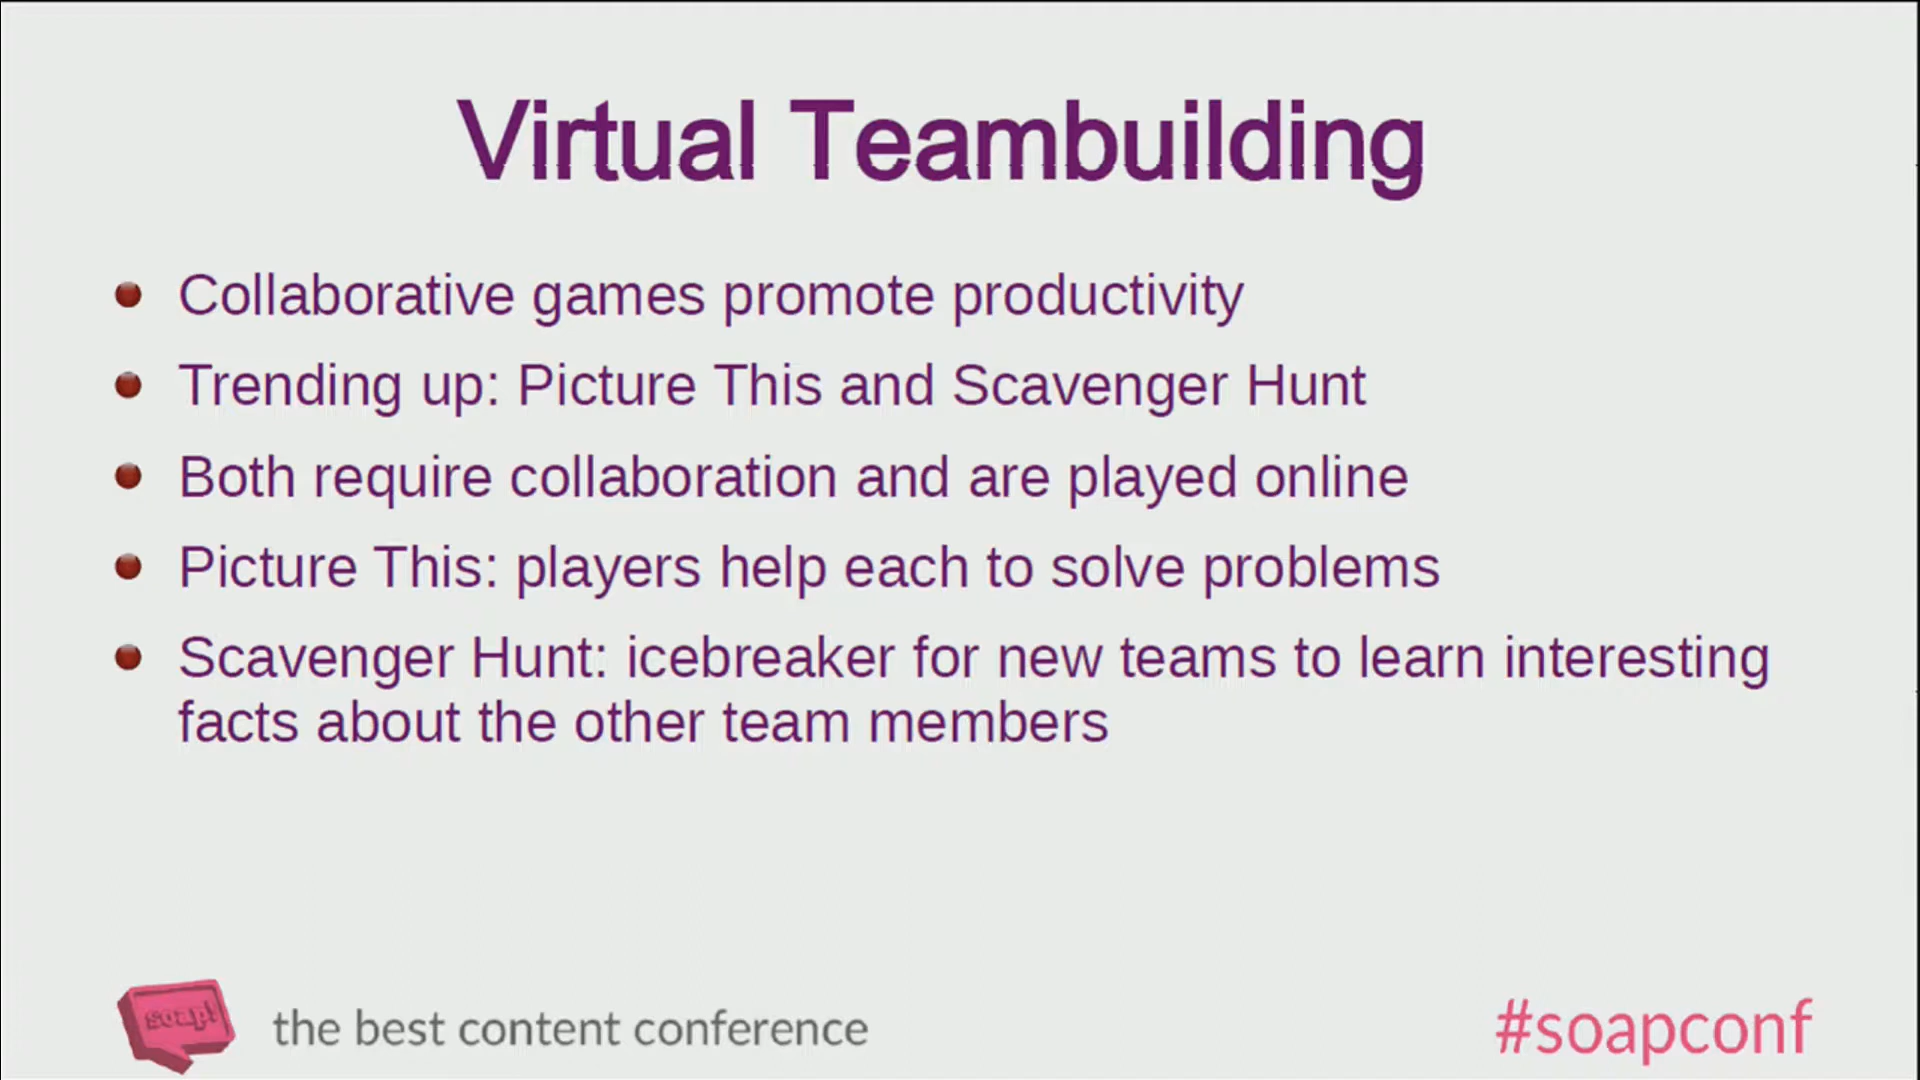 Virtual Teambuilding
Collaborative games promote productivity
Trending up: Picture This and Scavenger Hunt
Both require collaboration and are played online
Picture This: players help each to solve problems
Scavenger Hunt: icebreaker for new teams to learn interesting
facts about the other team members
soap!
the best content conference
#soapconf